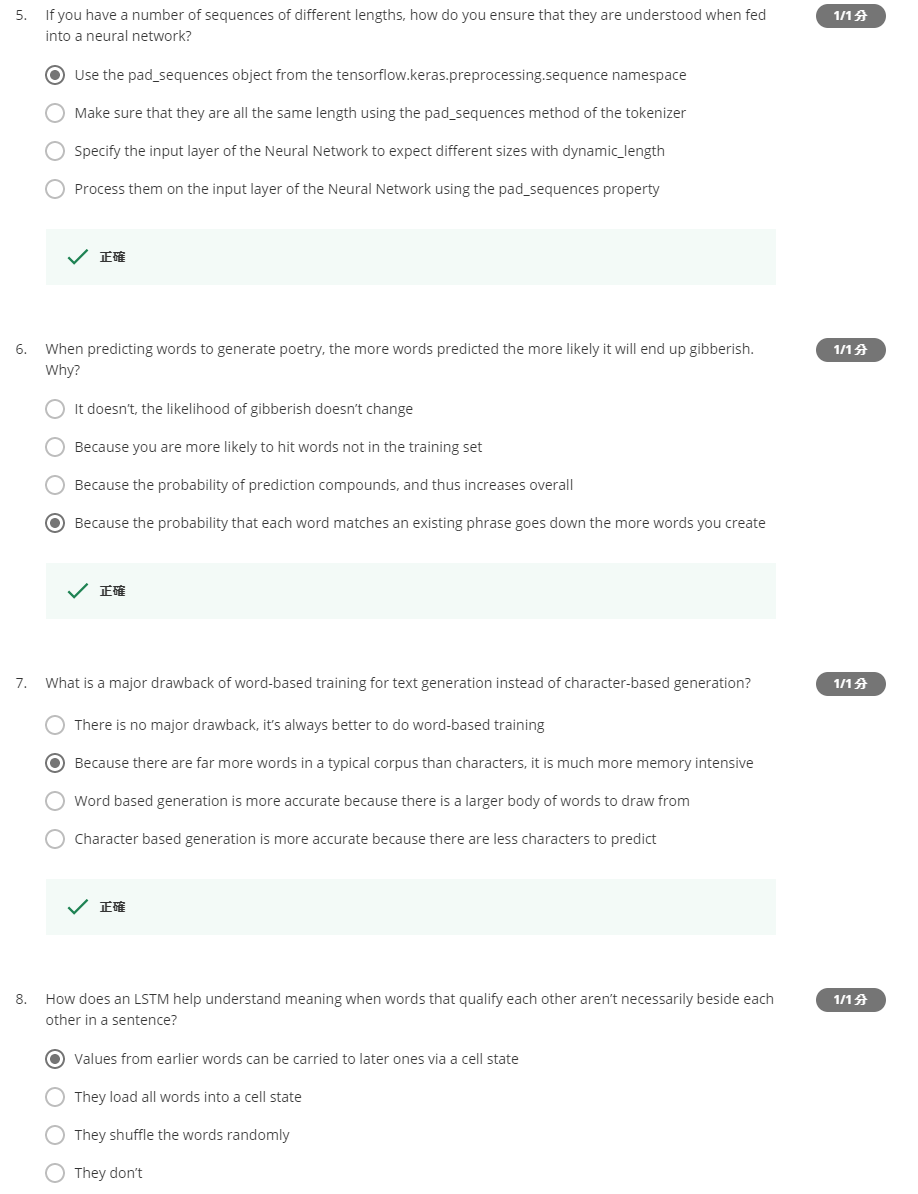 5. If you have a number of sequences of different lengths, how do you ensure that they are understood when fed
into a neural network?
1/1 分
Use the pad_sequences object from the tensorflow.keras.preprocessing.sequence namespace
Make sure that they are all the same length using the pad_sequences method of the tokenizer
Specify the input layer of the Neural Network to expect different sizes with dynamic_length
Process them on the input layer of the Neural Network using the pad_sequences property
正確
6. When predicting words to generate poetry, the more words predicted the more likely it will end up gibberish.
Why?
1/1 分
It doesn’t, the likelihood of gibberish doesn’t change
Because you are more likely to hit words not in the training set
Because the probability of prediction compounds, and thus increases overall
Because the probability that each word matches an existing phrase goes down the more words you create
正確
7. What is a major drawback of word-based training for text generation instead of character-based generation?
1/1 分
There is no major drawback, it’s always better to do word-based training
Because there are far more words in a typical corpus than characters, it is much more memory intensive
Word based generation is more accurate because there is a larger body of words to draw from
Character based generation is more accurate because there are less characters to predict
正確
8. How does an LSTM help understand meaning when words that qualify each other aren’t necessarily beside each
other in a sentence?
1/1 分
Values from earlier words can be carried to later ones via a cell state
They load all words into a cell state
They shuffle the words randomly
They don’t